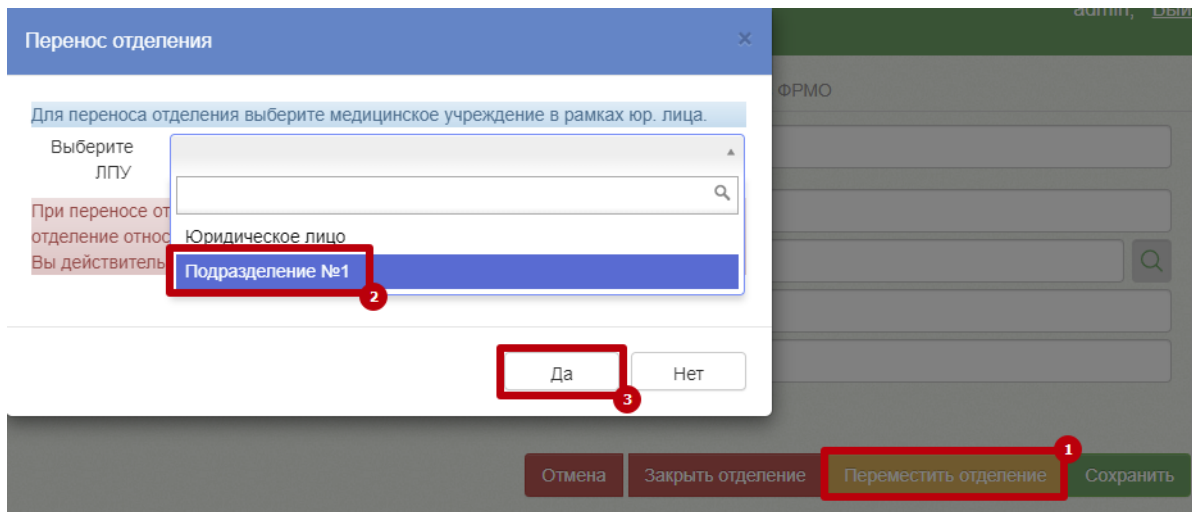 admin,
Перенос отделения ×
ФРМО
Для переноса отделения выберите медицинское учреждение в рамках юр. лица.
Выберите
ЛПУ
При переносе от
отделение относ
Вы действитель
Юридическое лицо
Подразделение №1
2
Да Нет
3
1
Отмена Закрыть отделение Переместить отделение Сохранить